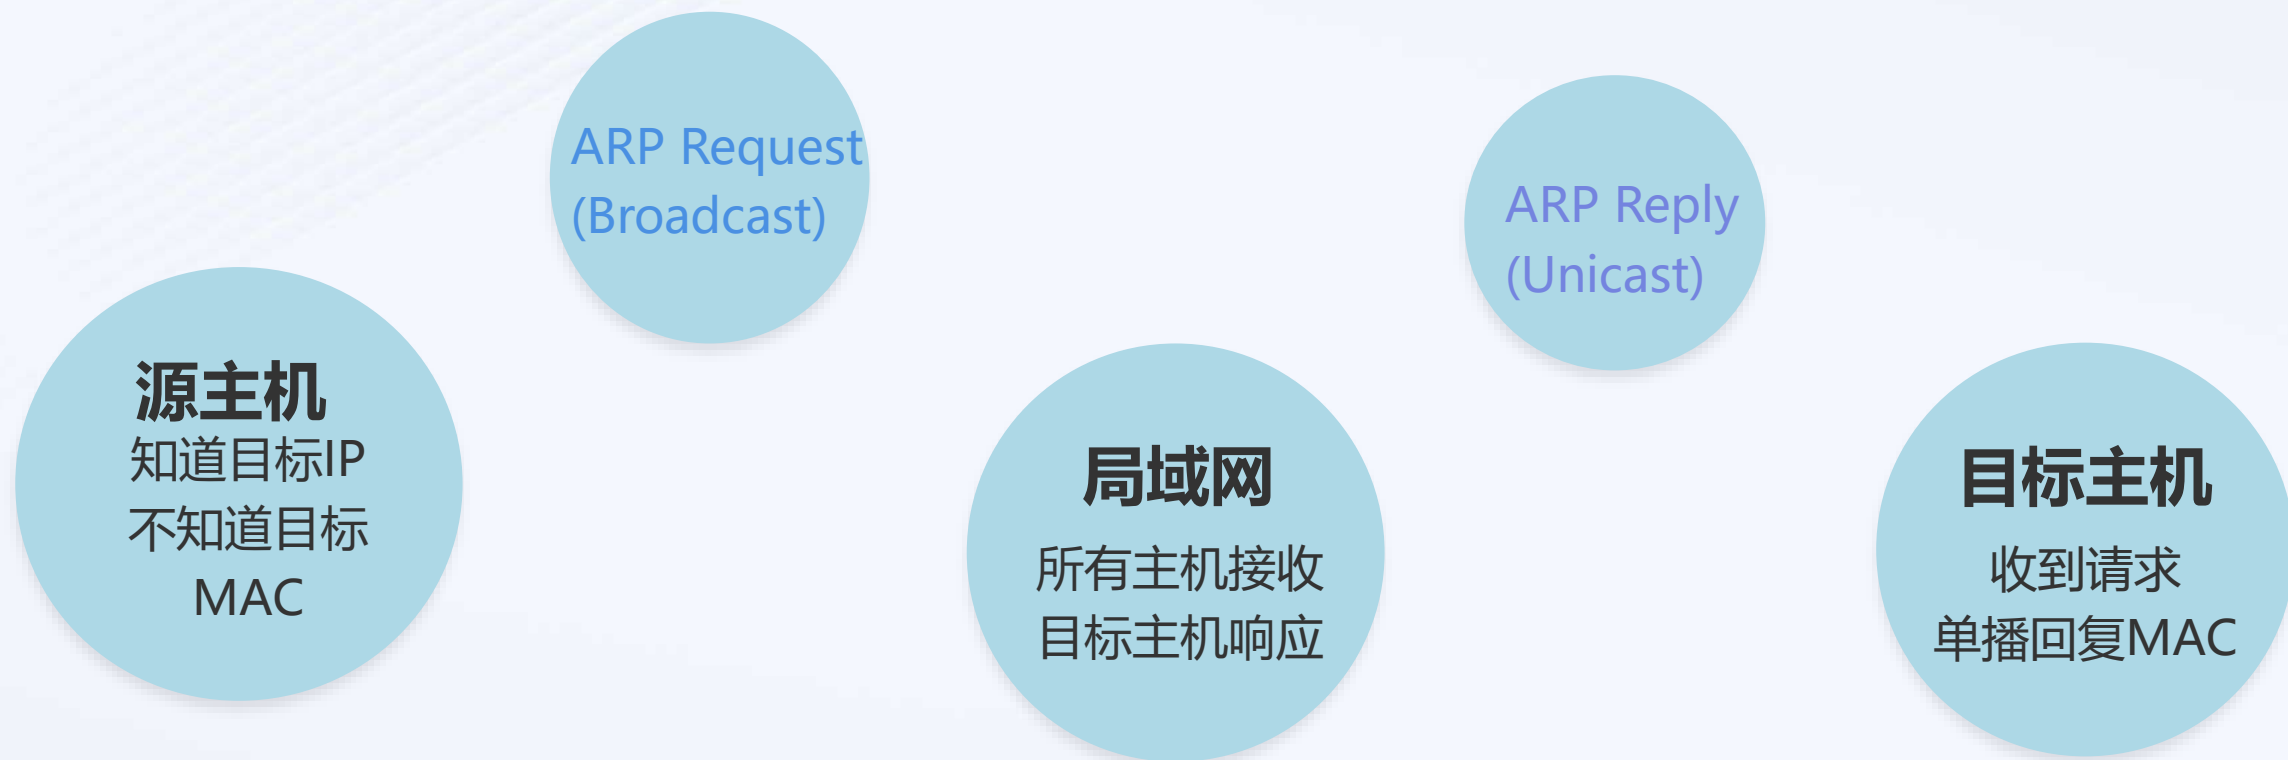 ARP Request
(Broadcast)
ARP Reply
(Unicast)
源主机
知道目标IP
不知道目标
MAC
局域网
所有主机接收
目标主机响应
目标主机
收到请求
单播回复MAC